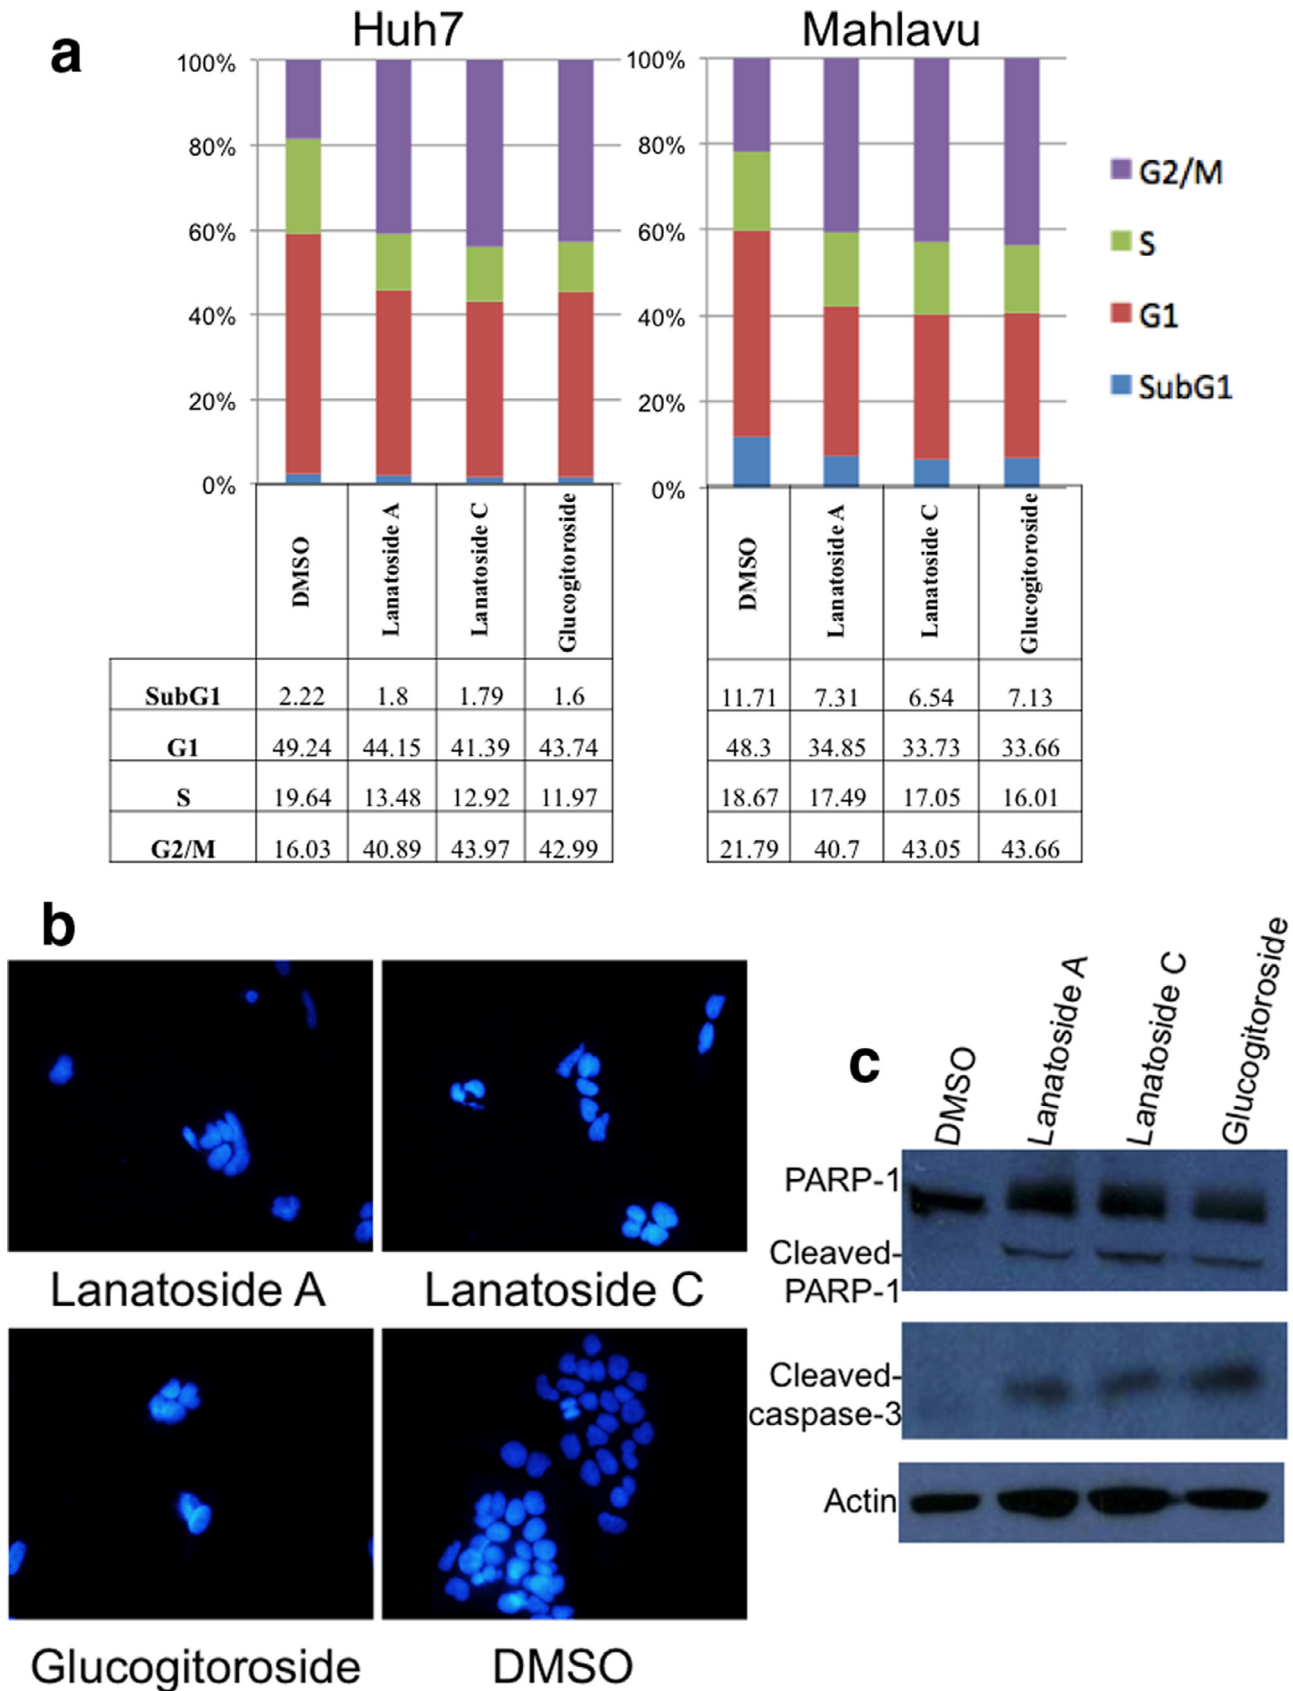 a
Huh7
Mahlavu
100%
80%
60%
40%
20%
0%
100%
80%
60%
40%
20%
0%
G2/M
S
G1
SubG1
DMSO Lanatoside A Lanatoside C Glucogitoroside
DMSO Lanatoside A Lanatoside C Glucogitoroside
SubG1 2.22 1.8 1.79 1.6 11.71 7.31 6.54 7.13
G1 49.24 44.15 41.39 43.74 48.3 34.85 33.73 33.66
S 19.64 13.48 12.92 11.97 18.67 17.49 17.05 16.01
G2/M 16.03 40.89 43.97 42.99 21.79 40.7 43.05 43.66
b
Lanatoside A
Lanatoside C
Glucogitoroside
DMSO
c
DMSO
Lanatoside A
Lanatoside C
Glucogitoroside
PARP-1
Cleaved-
PARP-1
Cleaved-
caspase-3
Actin